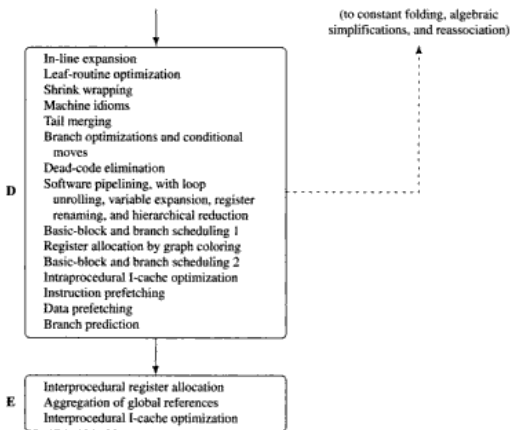 (to constant folding, algebraic
simplifications, and reassociation)
In-line expansion
Leaf-routine optimization
Shrink wrapping
Machine idioms
Tail merging
Branch optimizations and conditional
moves
Dead-code elimination
D
Software pipelining, with loop
unrolling, variable expansion, register
renaming, and hierarchical reduction
Basic-block and branch scheduling 1
Register allocation by graph coloring
Basic-block and branch scheduling 2
Intraprocedural I-cache optimization
Instruction prefetching
Data prefetching
Branch prediction
Interprocedural register allocation
E
Aggregation of global references
Interprocedural I-cache optimization